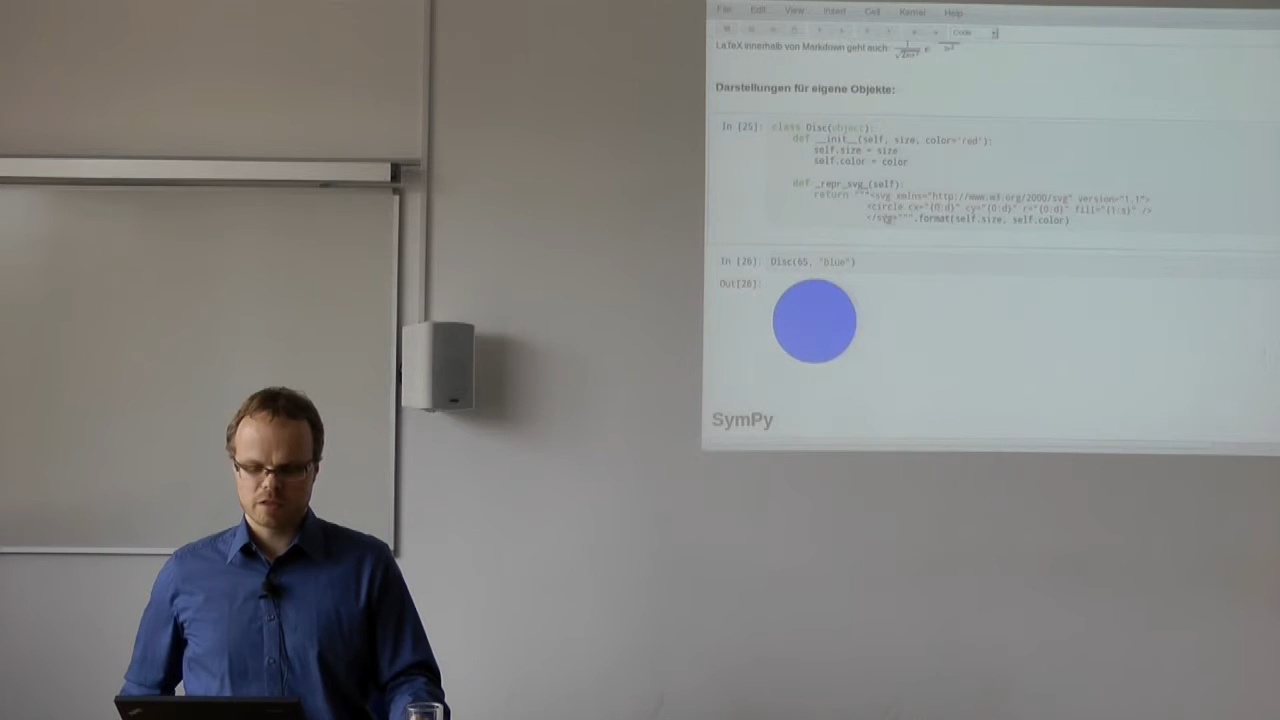 File Edit View Insert Cell Kernel Help
Code
LaTeX innerhalb von Markdown geht auch:
Darstellungen für eigene Objekte:
In [25]: class Disc(object):
def __init__(self, size, color='red'):
self.size = size
self.color = color
def _repr_svg_(self):
return """<svg xmlns="http://www.w3.org/2000/svg" version="1.1">
<circle cx="{0:d}" cy="{0:d}" r="{0:d}" fill="{1:s}" />
</svg>""".format(self.size, self.color)
In [26]: Disc(65, "blue")
Out[26]:
SymPy